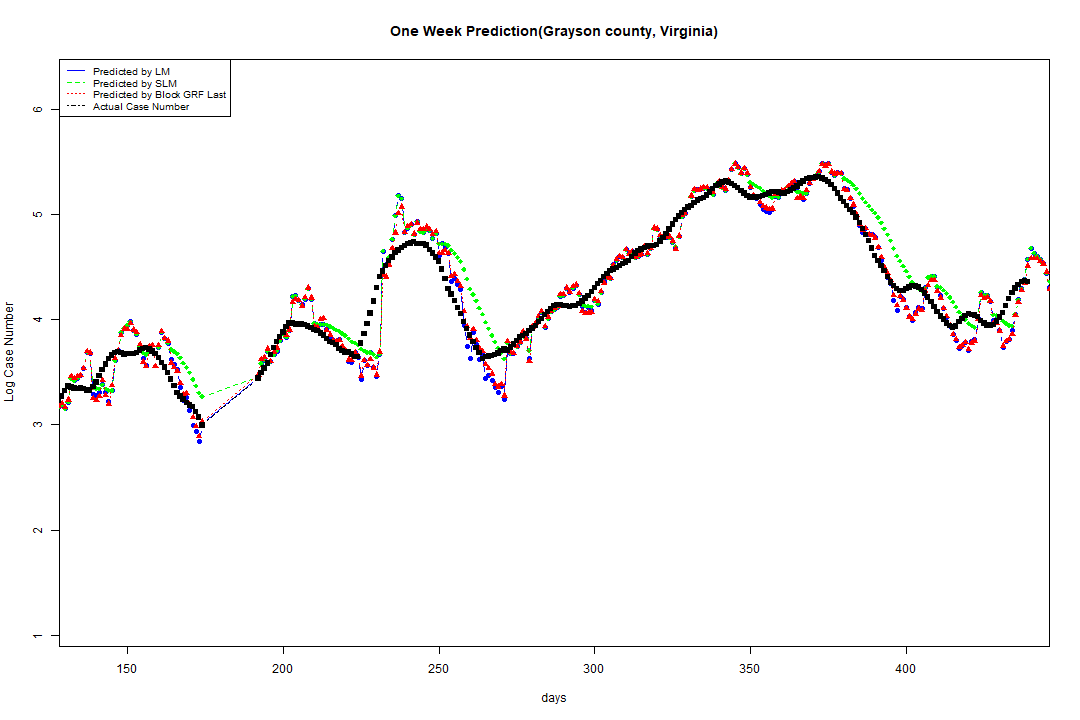 One Week Prediction(Grayson county, Virginia)
Predicted by LM
Predicted by SLM
Predicted by Block GRF Last
Actual Case Number
6
5
4
3
2
1
Log Case Number
150 200 250 300 350 400
days